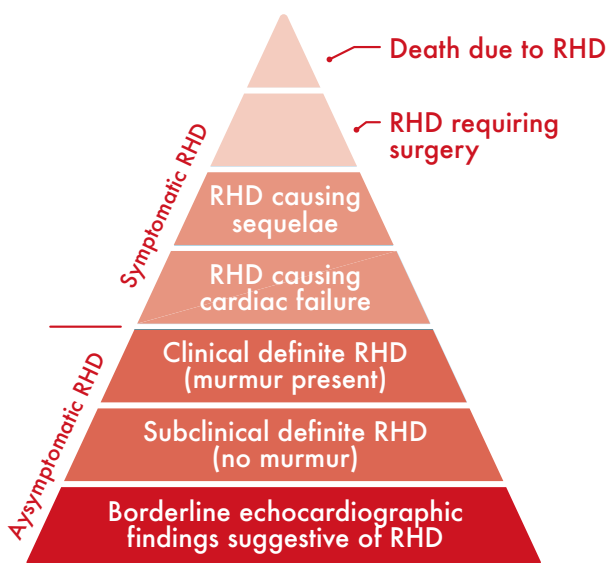 Death due to RHD
RHD requiring
surgery
Symptomatic RHD
RHD causing
sequelae
RHD causing
cardiac failure
Aysymptomatic RHD
Clinical definite RHD
(murmur present)
Subclinical definite RHD
(no murmur)
Borderline echocardiographic
findings suggestive of RHD